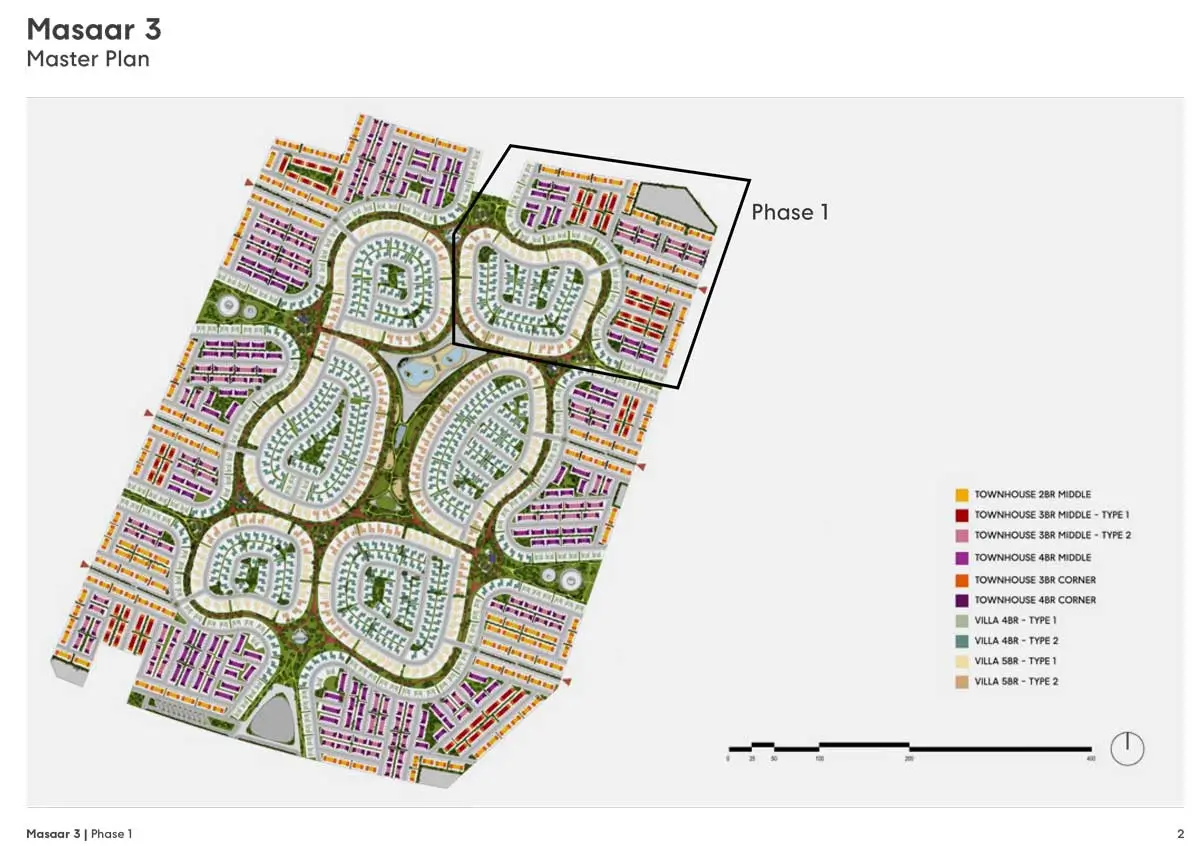 Masaar 3
Master Plan
Phase 1
TOWNHOUSE 2BR MIDDLE
TOWNHOUSE 3BR MIDDLE - TYPE 1
TOWNHOUSE 3BR MIDDLE - TYPE 2
TOWNHOUSE 4BR MIDDLE
TOWNHOUSE 3BR CORNER
TOWNHOUSE 4BR CORNER
VILLA 4BR - TYPE 1
VILLA 4BR - TYPE 2
VILLA 5BR - TYPE 1
VILLA 5BR - TYPE 2
0 25 50 100 200 400
Masaar 3 | Phase 1
2